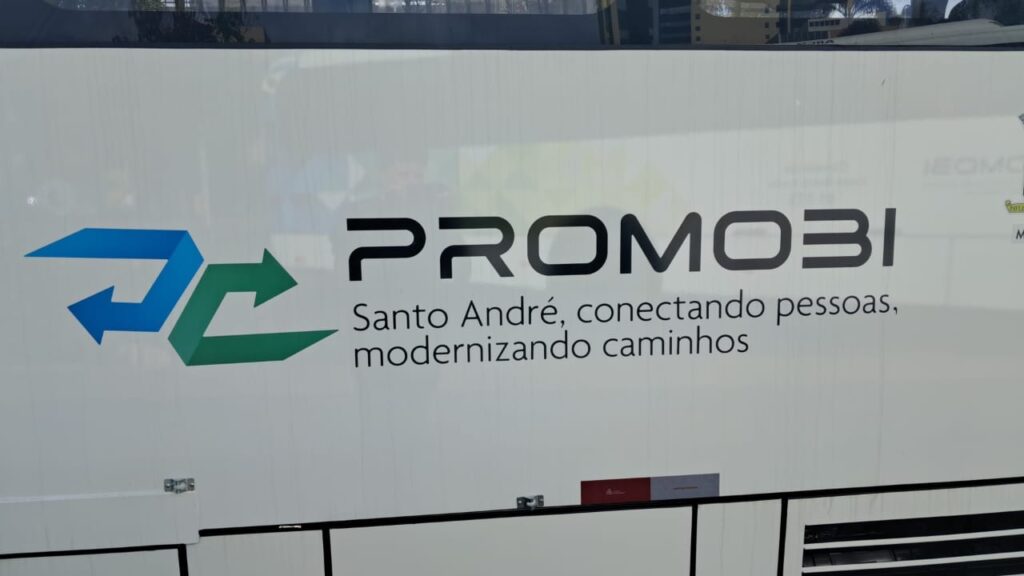 PROMOBI
Santo André, conectando pessoas,
modernizando caminhos